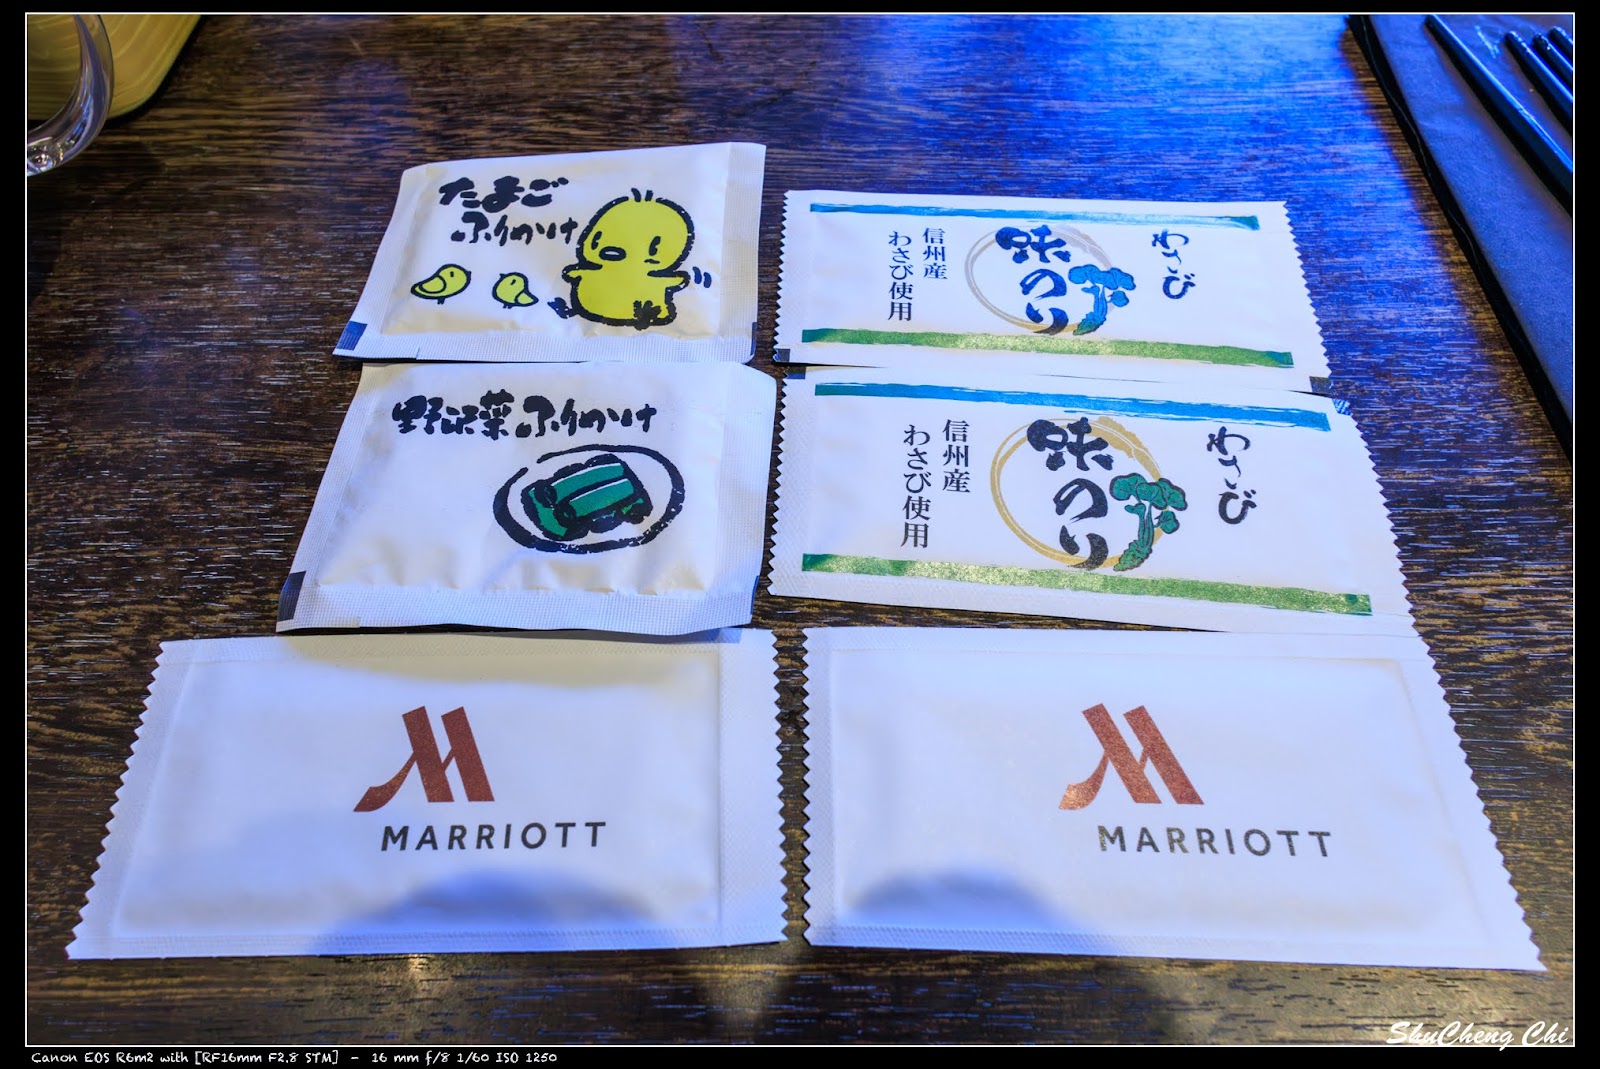 たまご
ふりかけ
わさび
味のり
信州産
わさび使用
野沢菜ふりかけ
わさび
味のり
信州産
わさび使用
MARRIOTT
MARRIOTT
ShuCheng Chi
Canon EOS R6m2 with [RF16mm F2.8 STM] - 16 mm f/8 1/60 ISO 1250